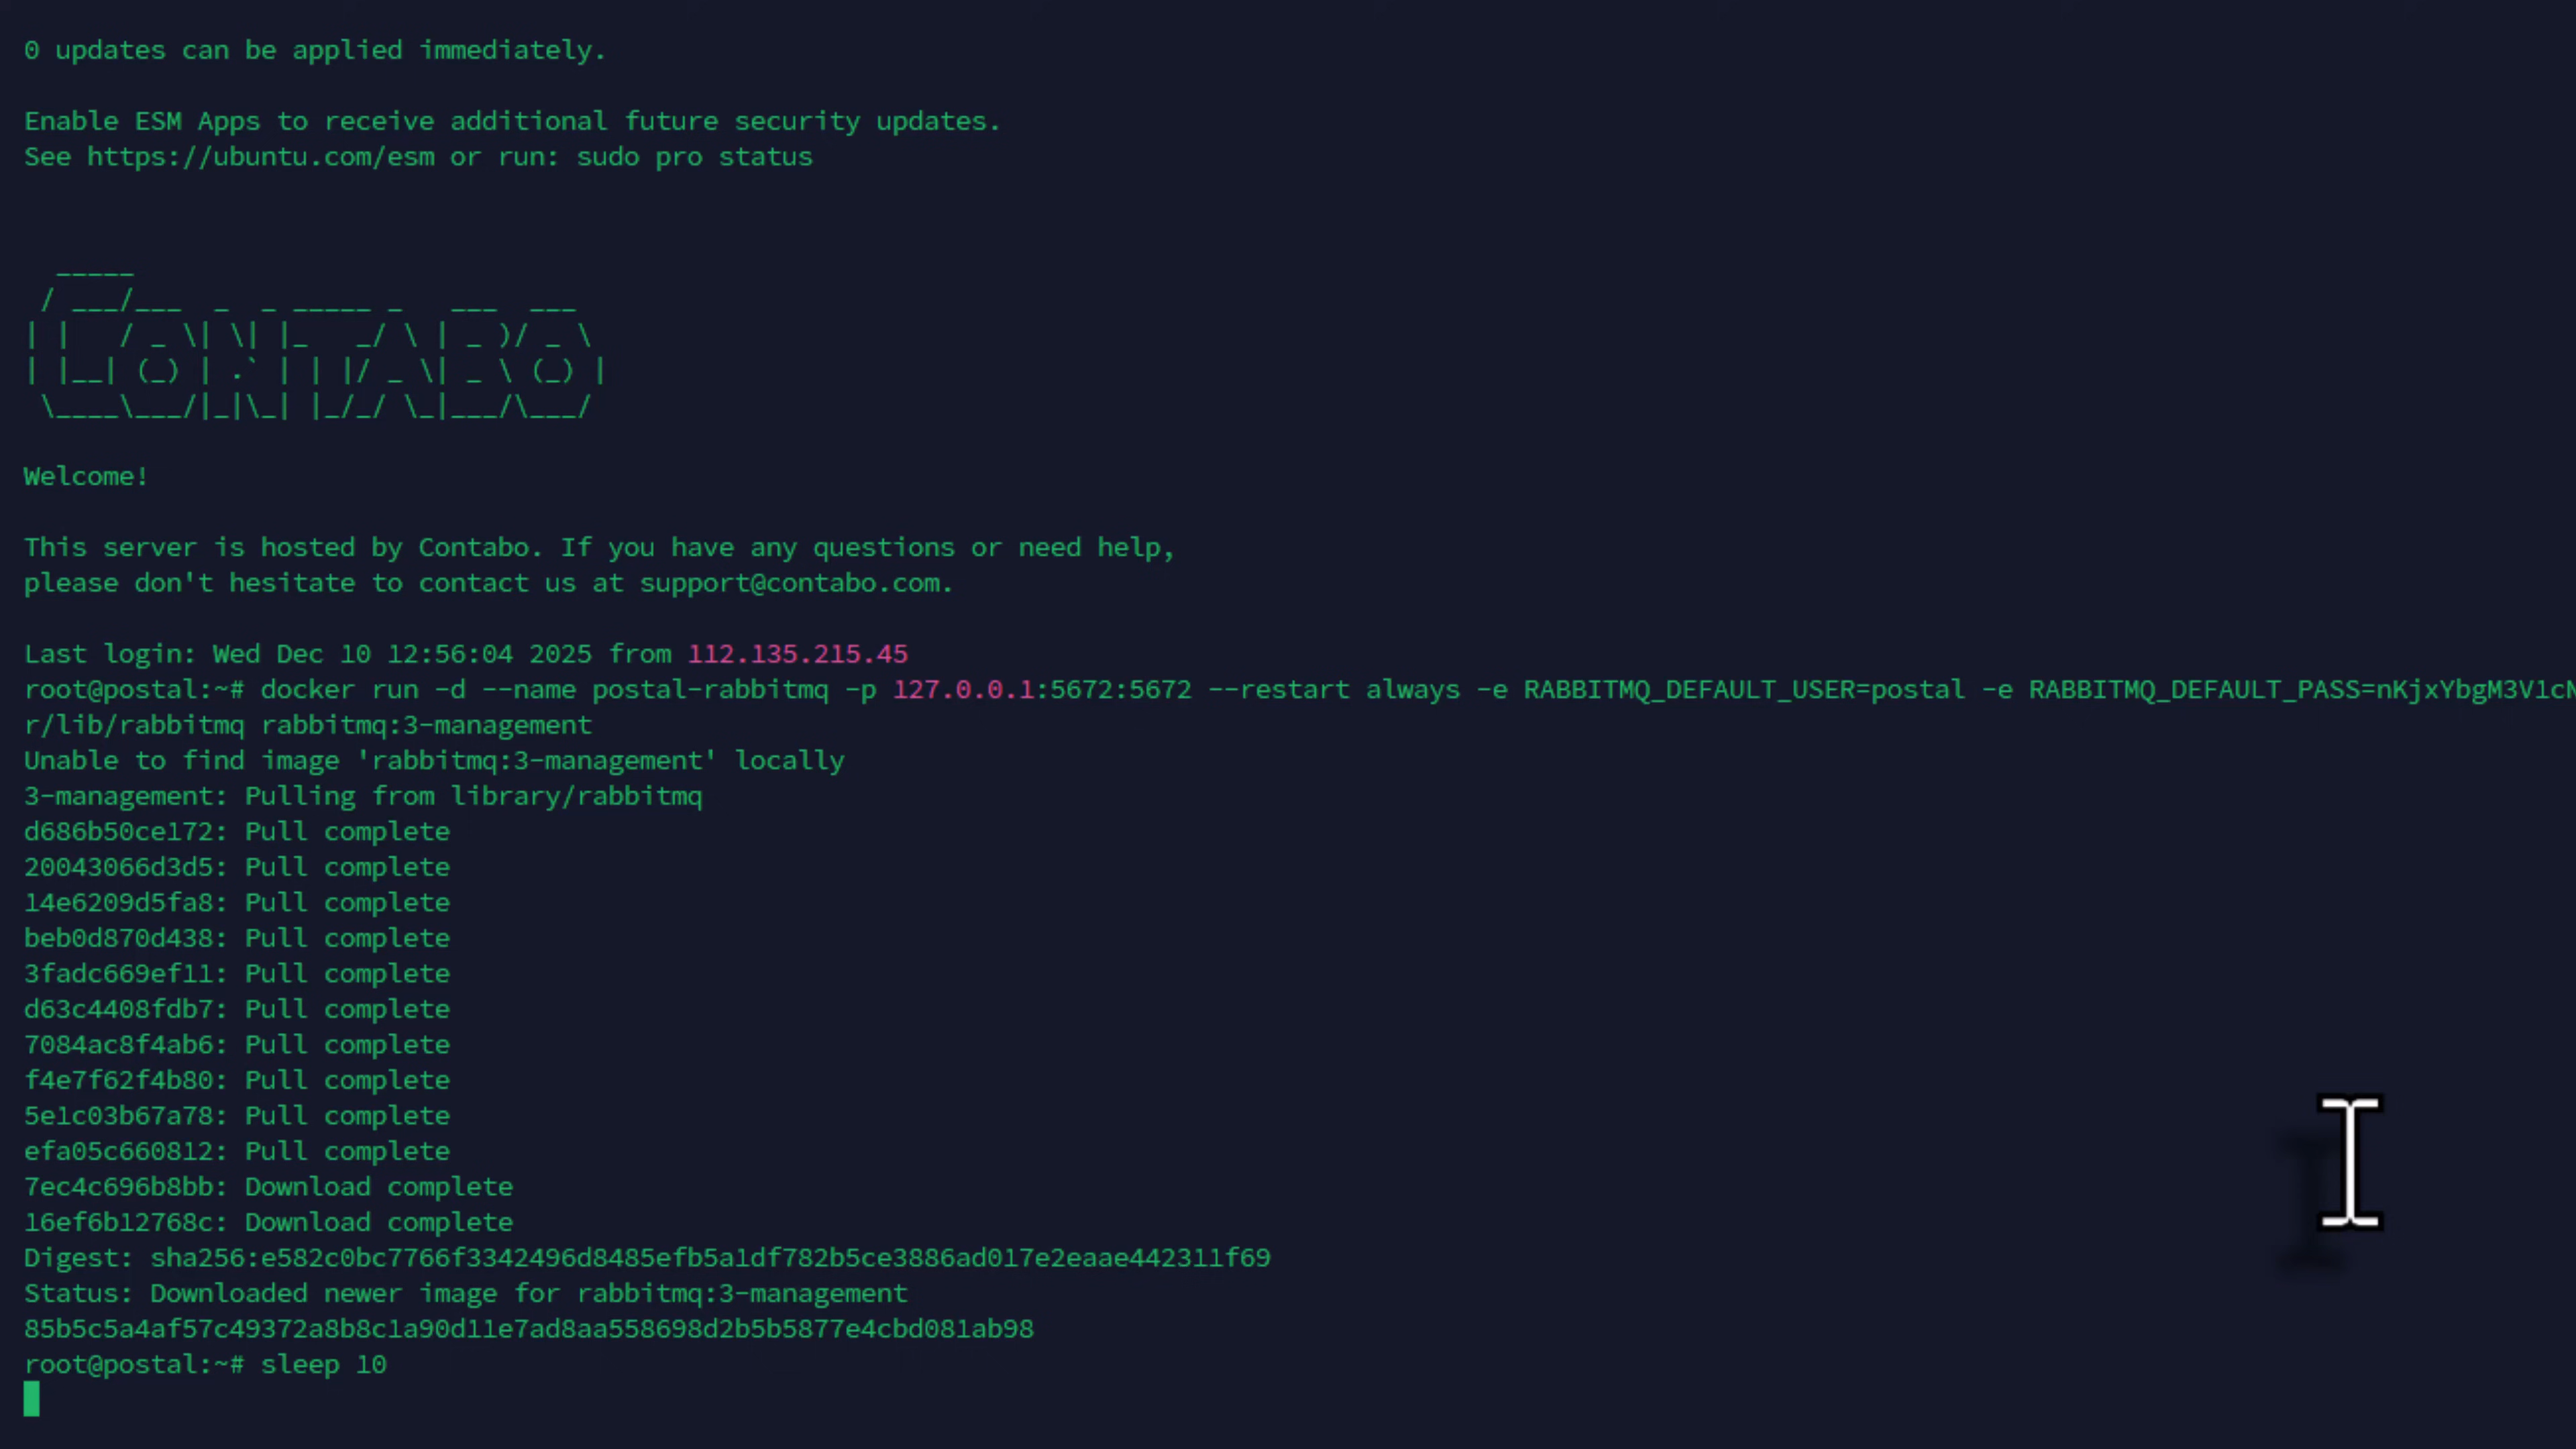 0 updates can be applied immediately.
Enable ESM Apps to receive additional future security updates.
See https://ubuntu.com/esm or run: sudo pro status
CONTABO
Welcome!
This server is hosted by Contabo. If you have any questions or need help,
please don't hesitate to contact us at support@contabo.com.
Last login: Wed Dec 10 12:56:04 2025 from 112.135.215.45
root@postal:~# docker run -d --name postal-rabbitmq -p 127.0.0.1:5672:5672 --restart always -e RABBITMQ_DEFAULT_USER=postal -e RABBITMQ_DEFAULT_PASS=nKjxYbgM3V1cN
r/lib/rabbitmq rabbitmq:3-management
Unable to find image 'rabbitmq:3-management' locally
3-management: Pulling from library/rabbitmq
d686b50ce172: Pull complete
20043066d3d5: Pull complete
14e6209d5fa8: Pull complete
beb0d870d438: Pull complete
3fadc669ef11: Pull complete
d63c4408fdb7: Pull complete
7084ac8f4ab6: Pull complete
f4e7f62f4b80: Pull complete
5e1c03b67a78: Pull complete
efa05c660812: Pull complete
7ec4c696b8bb: Download complete
16ef6b12768c: Download complete
Digest: sha256:e582c0bc7766f3342496d8485efb5a1df782b5ce3886ad017e2eaae442311f69
Status: Downloaded newer image for rabbitmq:3-management
85b5c5a4af57c49372a8b8c1a90d11e7ad8aa558698d2b5b5877e4cbd081ab98
root@postal:~# sleep 10